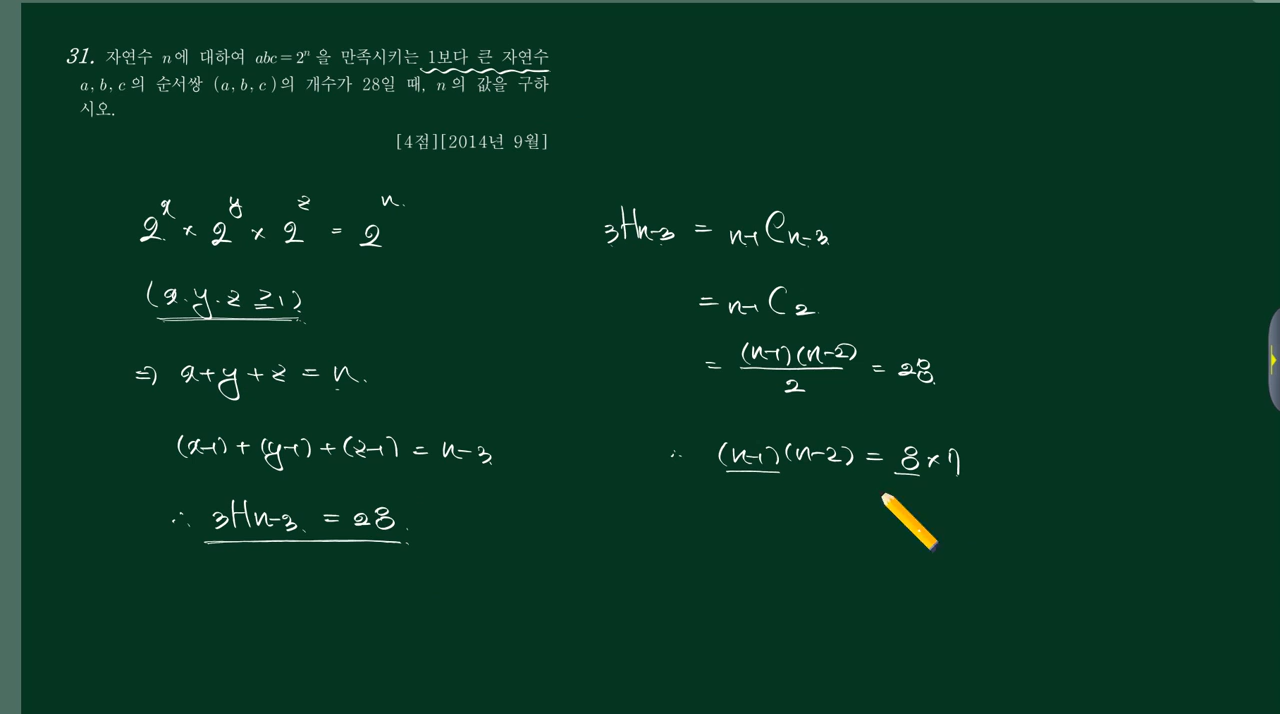 31. 자연수 n에 대하여 abc=2ⁿ을 만족시키는 1보다 큰 자연수
a, b, c의 순서쌍 (a, b, c)의 개수가 28일 때, n의 값을 구하
시오.
[4점][2014년 9월]
2ˣ × 2ʸ × 2ᶻ = 2ⁿ
(x.y.z ≥1)
⇒ x+y+z = n.
(x-1)+(y-1)+(z-1) = n-3
∴ ₃Hₙ₋₃ = 28
₃Hₙ₋₃ = ₙ₋₁Cₙ₋₃
= ₙ₋₁C₂
= (n-1)(n-2)/2 = 28
∴ (n-1)(n-2) = 8×7